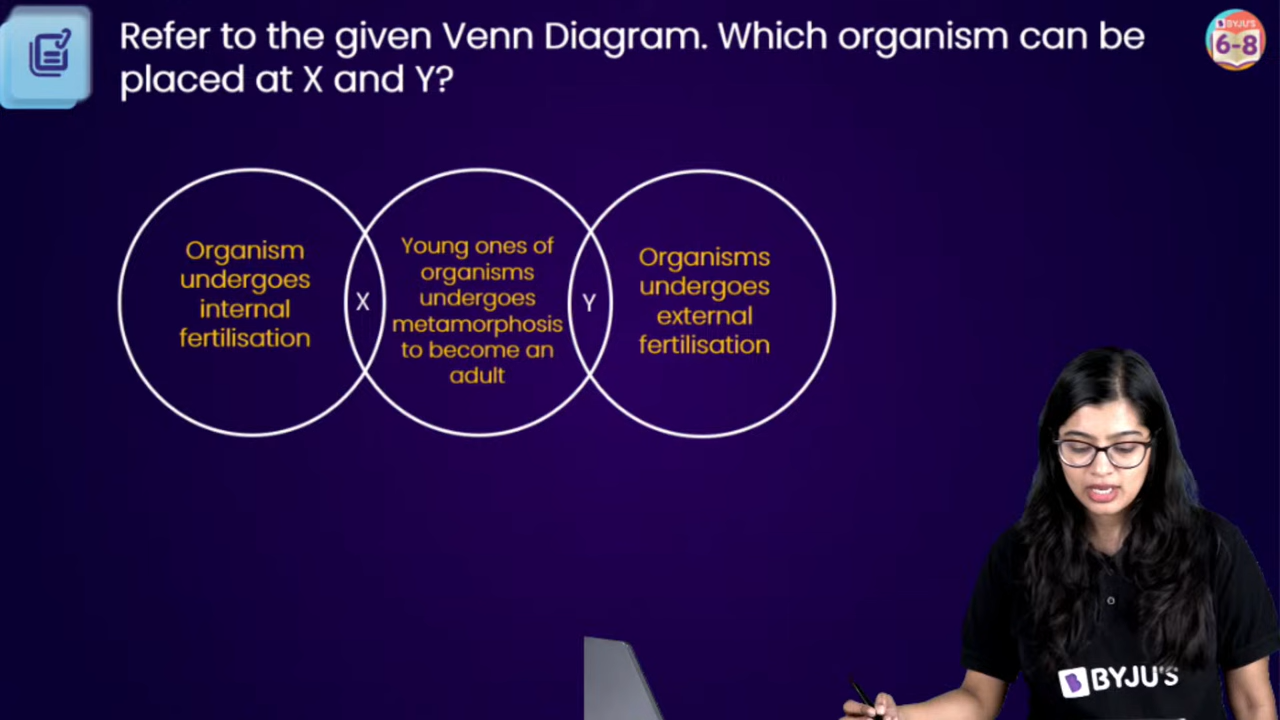 Refer to the given Venn Diagram. Which organism can be
placed at X and Y?
BYJU'S
6-8
Organism
undergoes
internal
fertilisation
X
Young ones of
organisms
undergoes
metamorphosis
to become an
adult
Y
Organisms
undergoes
external
fertilisation
BYJU'S